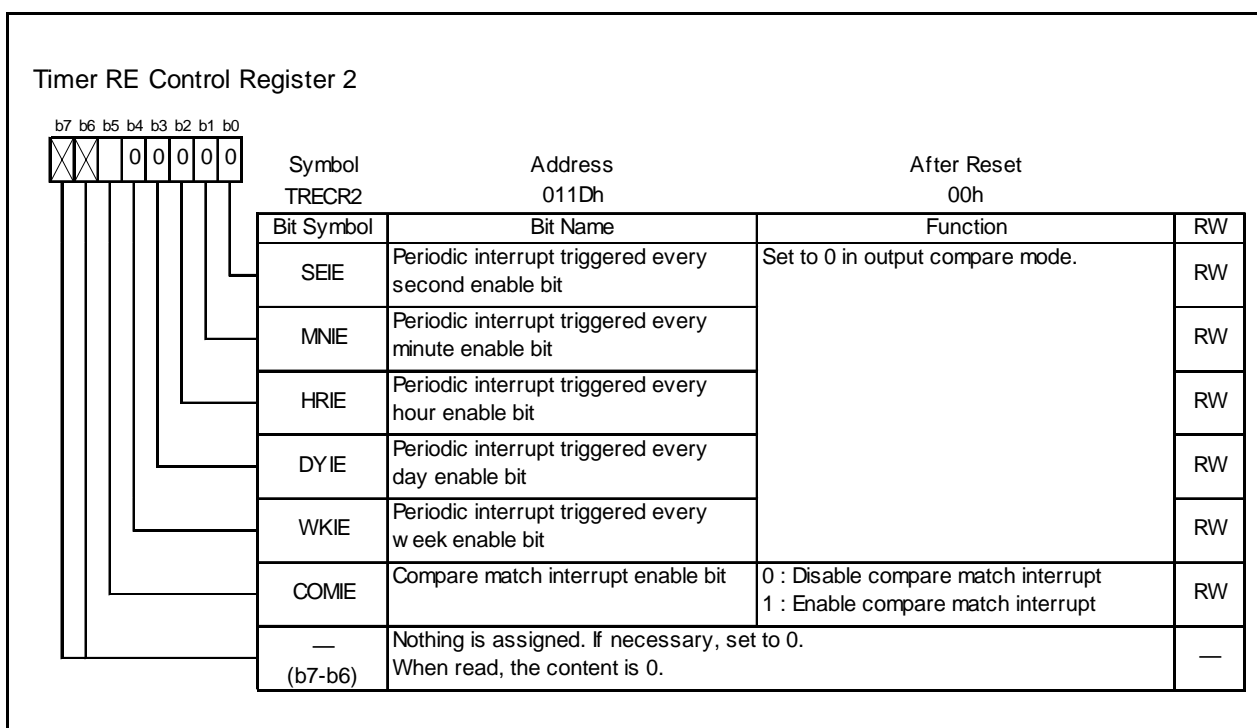 Timer RE Control Register 2
b7 b6 b5 b4 b3 b2 b1 b0
0 0 0 0 0
Symbol Address After Reset
TRECR2 011Dh 00h
Bit Symbol Bit Name Function RW
SEIE
Periodic interrupt triggered every
second enable bit
Set to 0 in output compare mode.
RW
MNIE
Periodic interrupt triggered every
minute enable bit
RW
HRIE
Periodic interrupt triggered every
hour enable bit
RW
DYIE
Periodic interrupt triggered every
day enable bit
RW
WKIE
Periodic interrupt triggered every
week enable bit
RW
COMIE
Compare match interrupt enable bit
0 : Disable compare match interrupt
1 : Enable compare match interrupt
RW
—
(b7-b6)
Nothing is assigned. If necessary, set to 0.
When read, the content is 0.
—